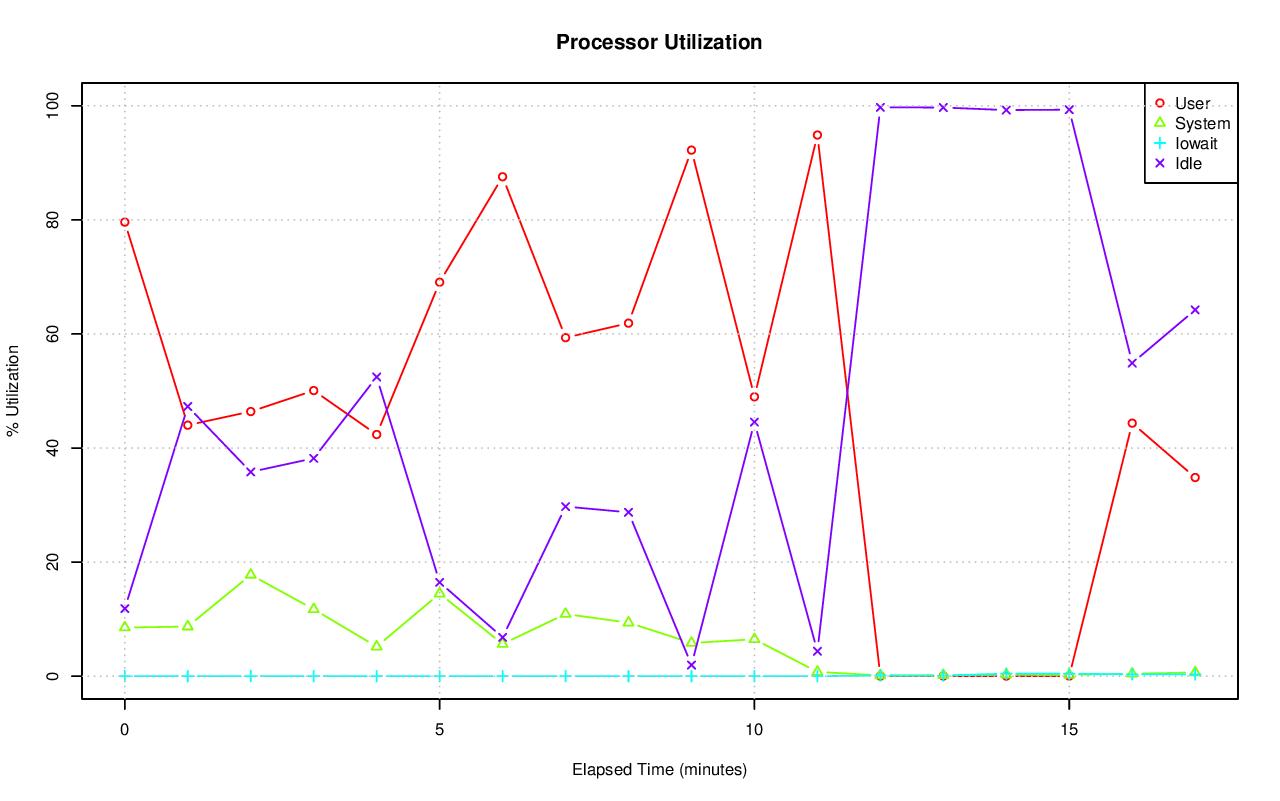 Processor Utilization
100
80
60
40
20
0
% Utilization
User
System
Iowait
Idle
0
5
10
15
Elapsed Time (minutes)